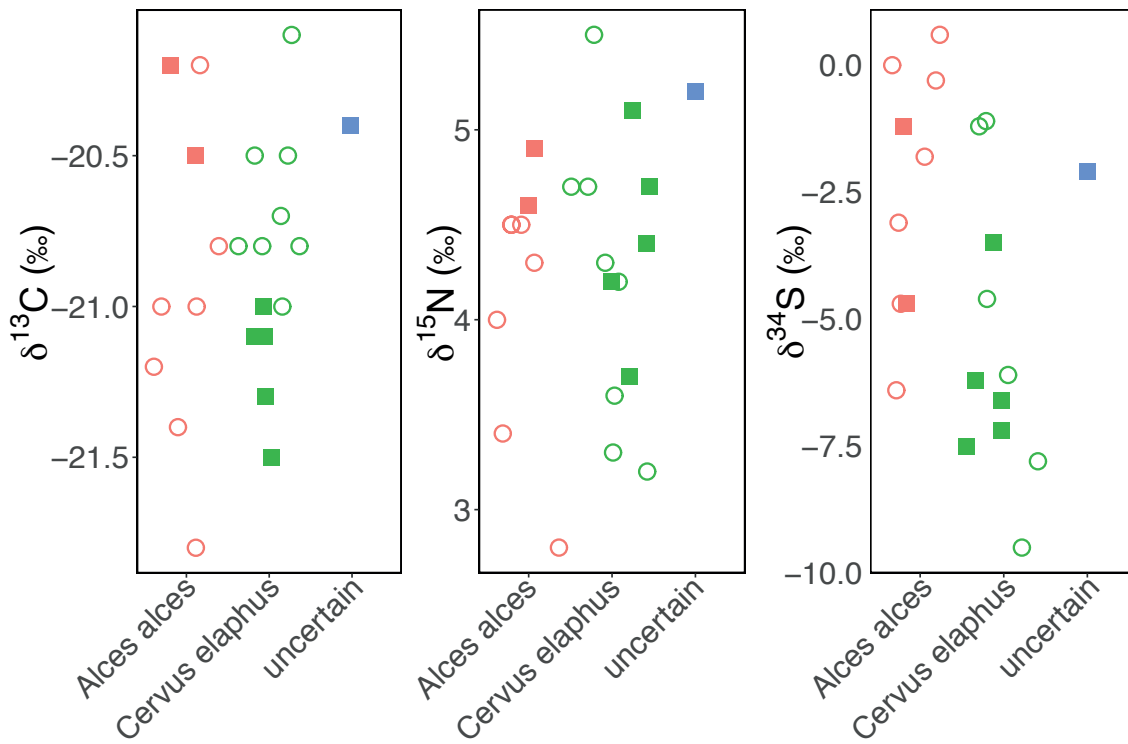 δ¹³C (‰)
−20.5
−21.0
−21.5
Alces alces
Cervus elaphus
uncertain
δ¹⁵N (‰)
5
4
3
Alces alces
Cervus elaphus
uncertain
δ³⁴S (‰)
0.0
−2.5
−5.0
−7.5
−10.0
Alces alces
Cervus elaphus
uncertain